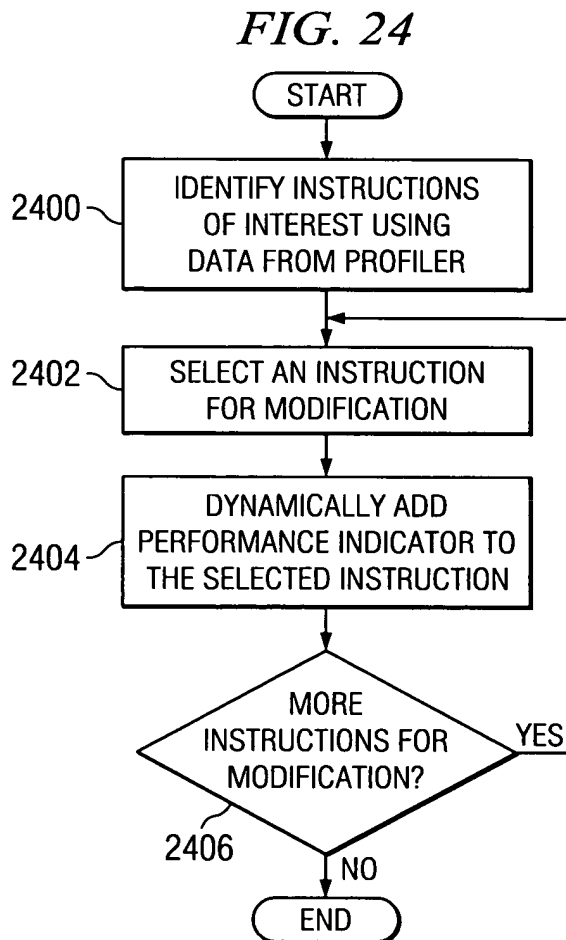 FIG. 24
START
2400
IDENTIFY INSTRUCTIONS
OF INTEREST USING
DATA FROM PROFILER
2402
SELECT AN INSTRUCTION
FOR MODIFICATION
2404
DYNAMICALLY ADD
PERFORMANCE INDICATOR TO
THE SELECTED INSTRUCTION
MORE
INSTRUCTIONS FOR
MODIFICATION?
YES
2406
NO
END